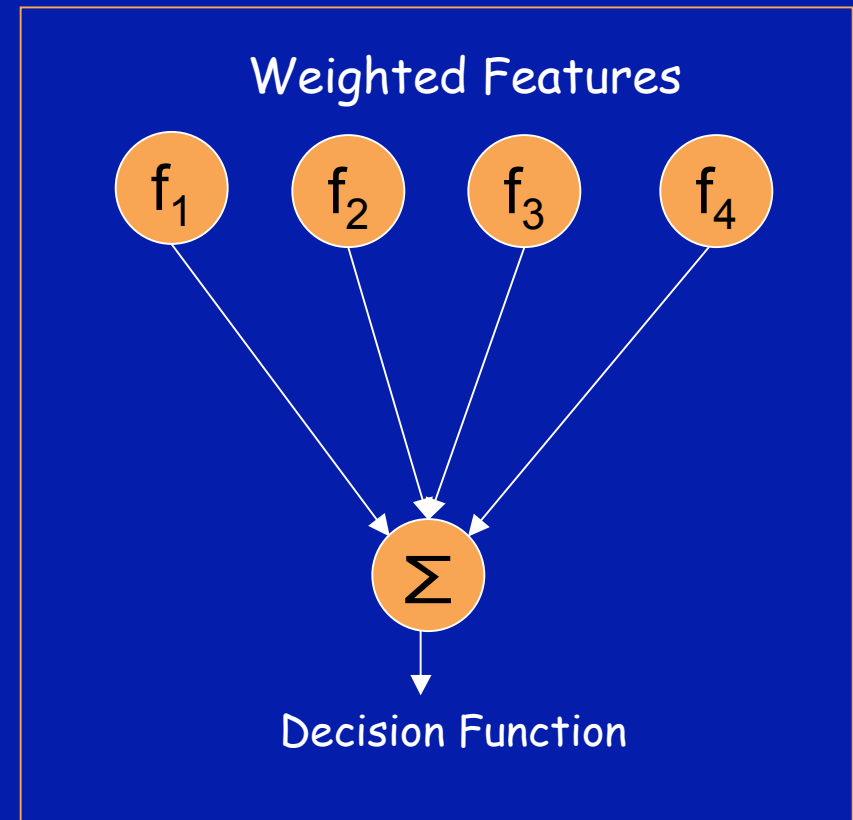 Weighted Features
f₁ f₂ f₃ f₄
Σ
Decision Function